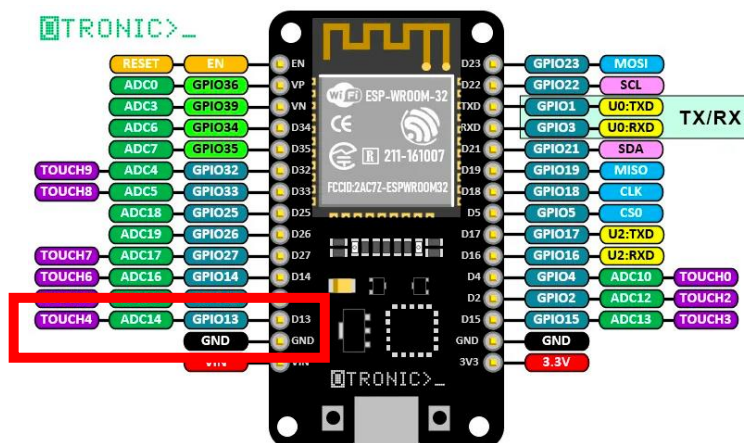 OTRONIC>_
RESET EN EN D23 GPIO23 MOSI
ADC0 GPIO36 VP D22 GPIO22 SCL
ADC3 GPIO39 VN TXD GPIO1 U0:TXD
TX/RX
ADC6 GPIO34 D34 RXD GPIO3 U0:RXD
ADC7 GPIO35 D35 D21 GPIO21 SDA
TOUCH9 ADC4 GPIO32 D32 D19 GPIO19 MISO
TOUCH8 ADC5 GPIO33 D33 D18 GPIO18 CLK
ADC18 GPIO25 D25 D5 GPIO5 CS0
ADC19 GPIO26 D26 D17 GPIO17 U2:TXD
TOUCH7 ADC17 GPIO27 D27 D16 GPIO16 U2:RXD
TOUCH6 ADC16 GPIO14 D14 D4 GPIO4 ADC10 TOUCH0
D2 GPIO2 ADC12 TOUCH2
TOUCH4 ADC14 GPIO13 D13 D15 GPIO15 ADC13 TOUCH3
GND GND GND GND
VIN VIN 3V3 3.3V
WiFi ESP-WROOM-32
CE
R 211-161007
FCCID:2AC7Z-ESPWROOM32
OTRONIC>_